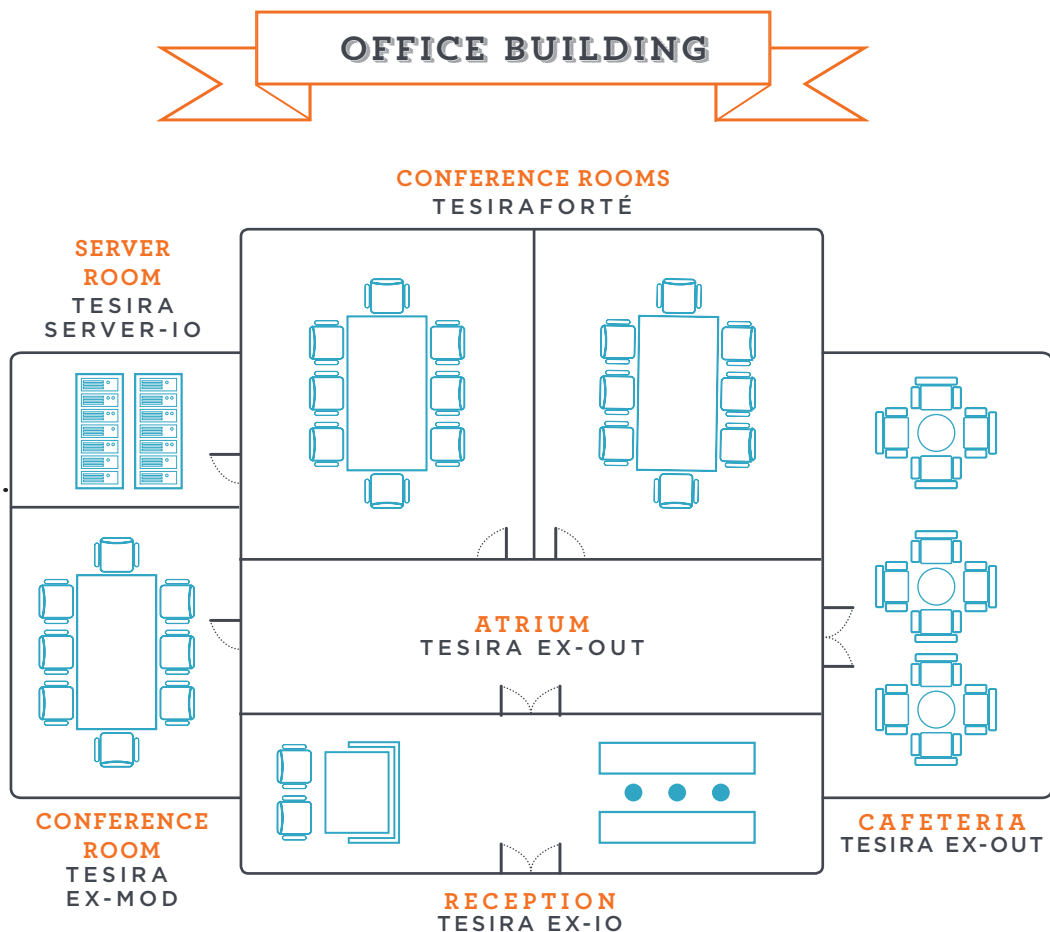 OFFICE BUILDING
CONFERENCE ROOMS
TESIRAFORTÉ
SERVER
ROOM
TESIRA
SERVER-IO
ATRIUM
TESIRA EX-OUT
CONFERENCE
ROOM
TESIRA
EX-MOD
RECEPTION
TESIRA EX-IO
CAFETERIA
TESIRA EX-OUT